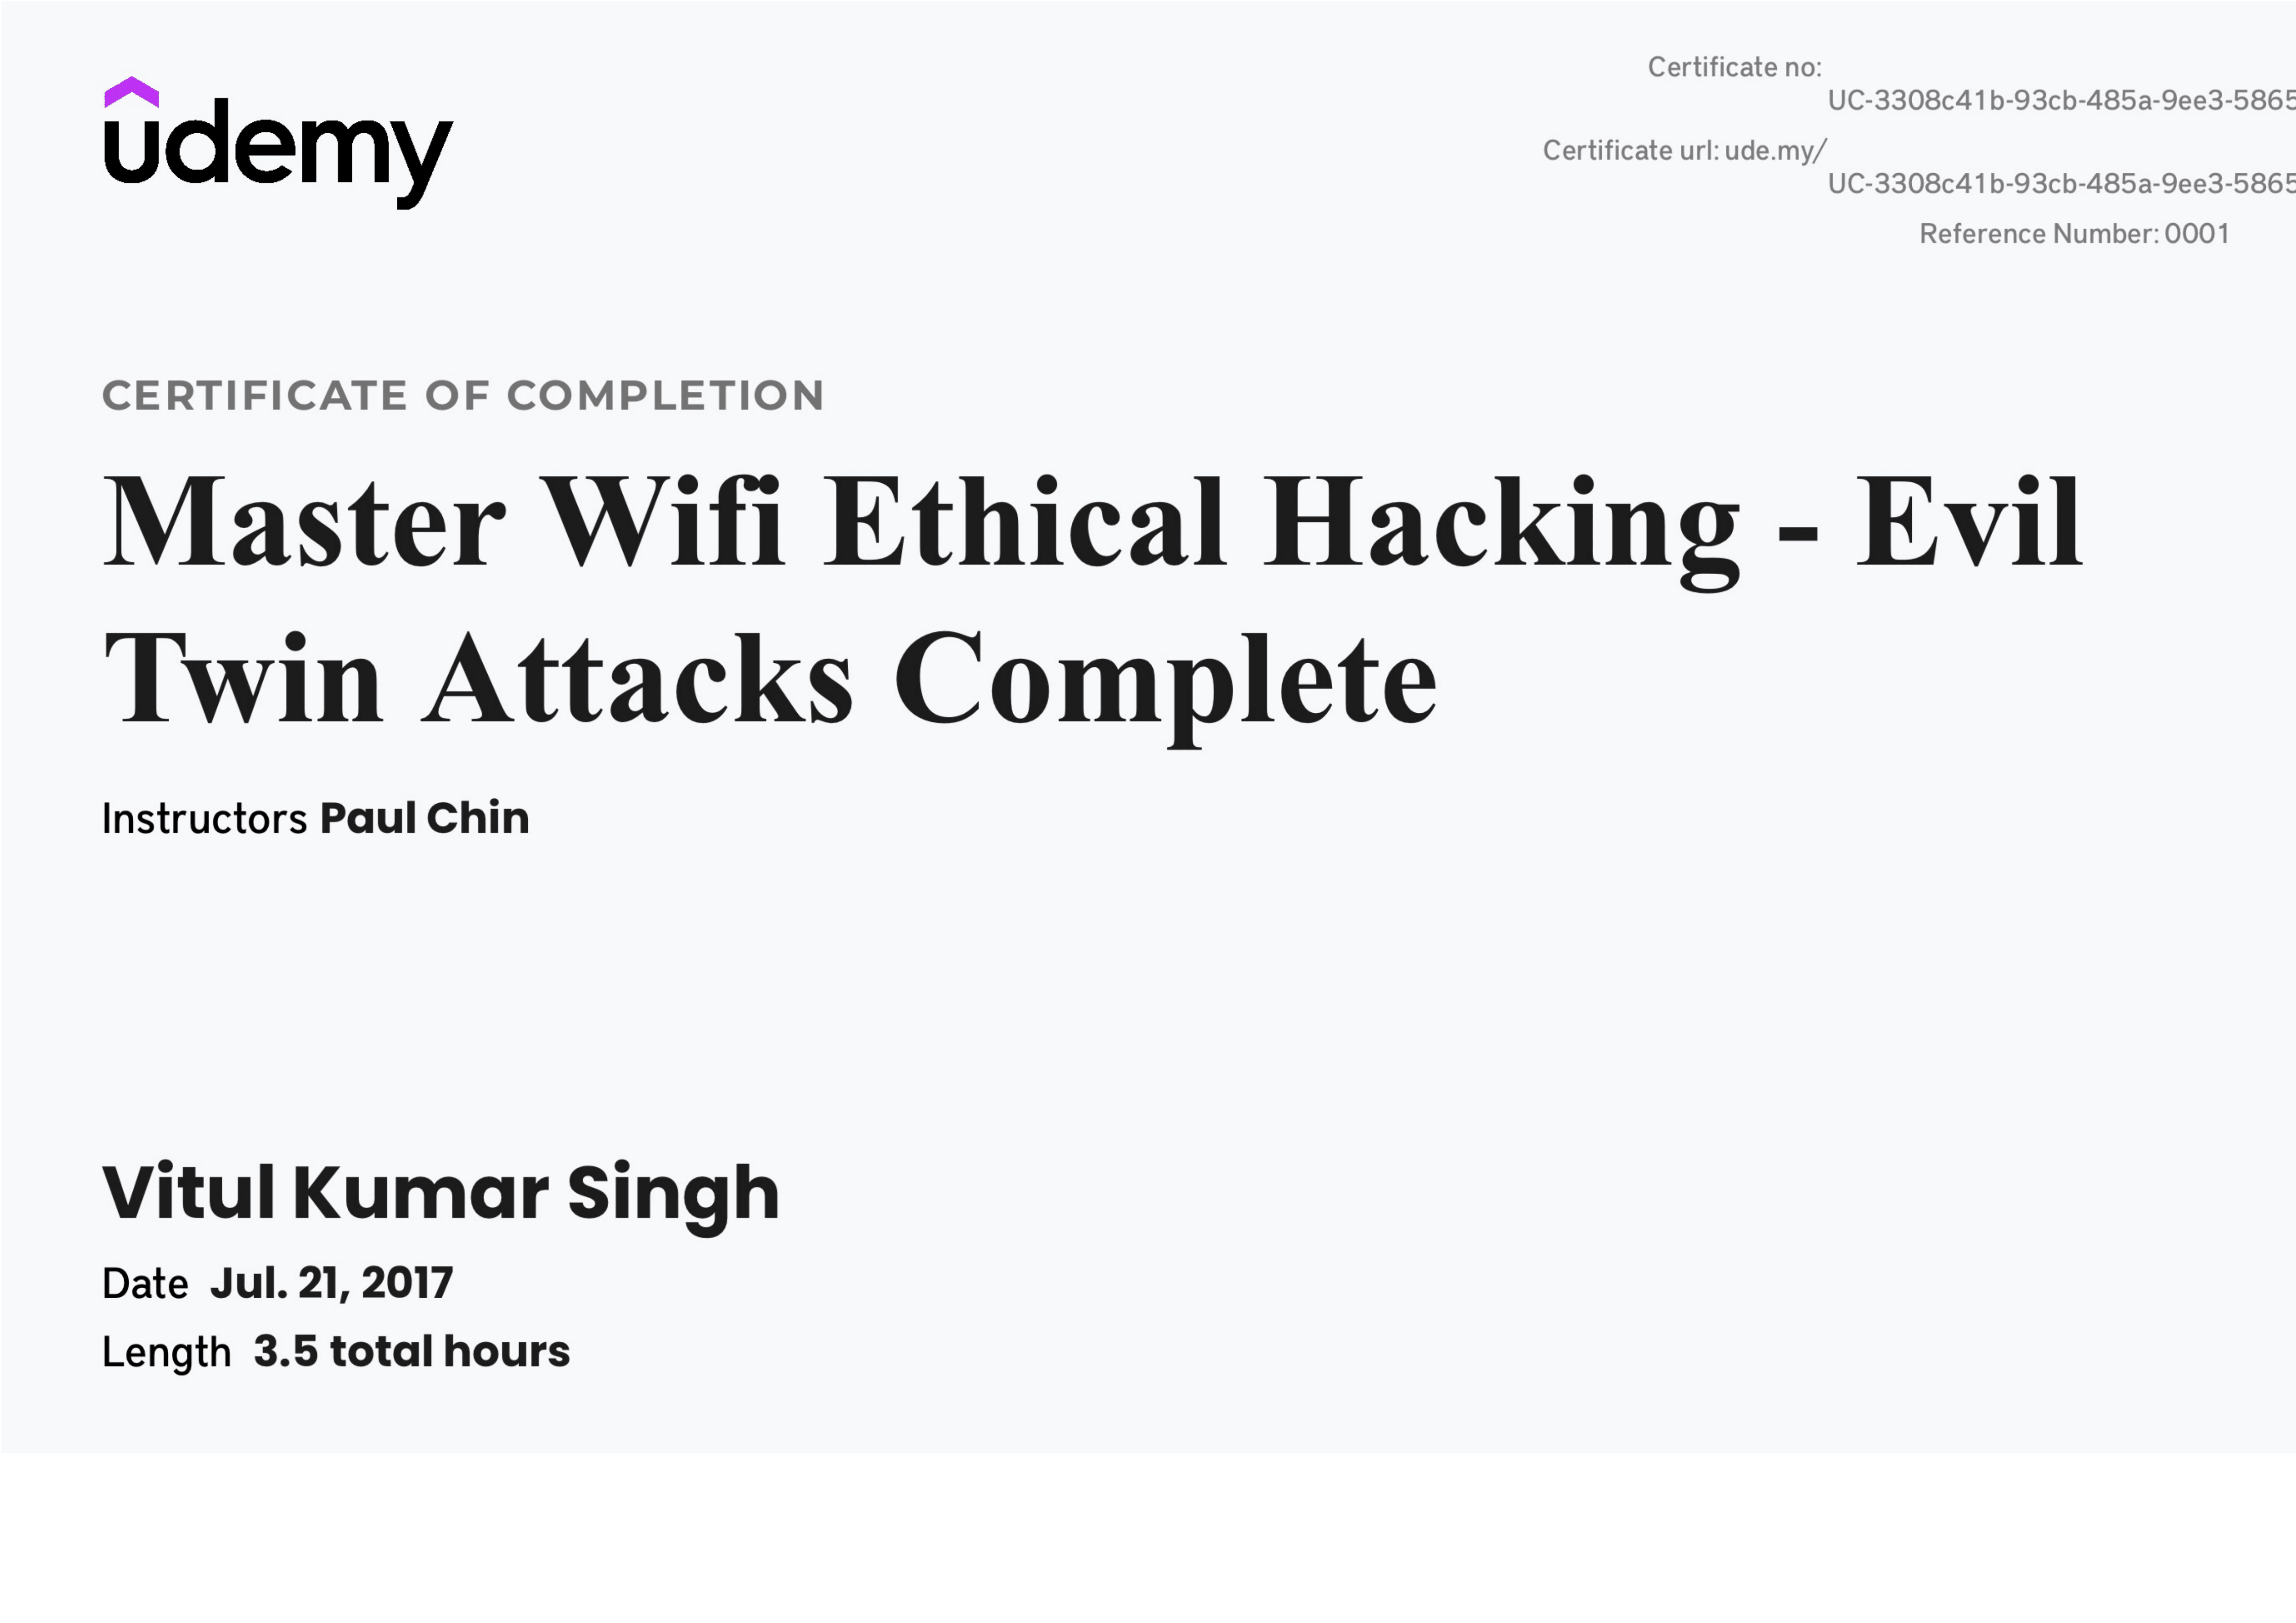 udemy
Certificate no:
UC-3308c41b-93cb-485a-9ee3-5865
Certificate url: ude.my/
UC-3308c41b-93cb-485a-9ee3-5865
Reference Number: 0001
CERTIFICATE OF COMPLETION
Master Wifi Ethical Hacking - Evil
Twin Attacks Complete
Instructors Paul Chin
Vitul Kumar Singh
Date Jul. 21, 2017
Length 3.5 total hours